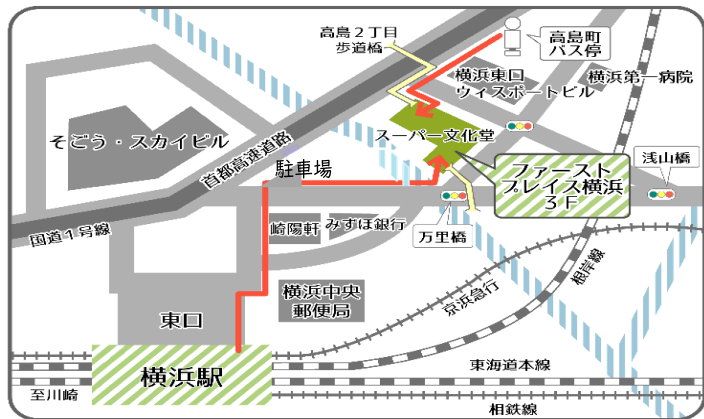 高島２丁目
歩道橋
高島町
バス停
横浜東口
ウィスポートビル
横浜第一病院
そごう・スカイビル
首都高速道路
スーパー文化堂
駐車場
ファースト
プレイス横浜
３Ｆ
浅山橋
国道１号線
崎陽軒
みずほ銀行
万里橋
横浜中央
郵便局
京浜急行
根岸線
東口
横浜駅
東海道本線
至川崎
相鉄線